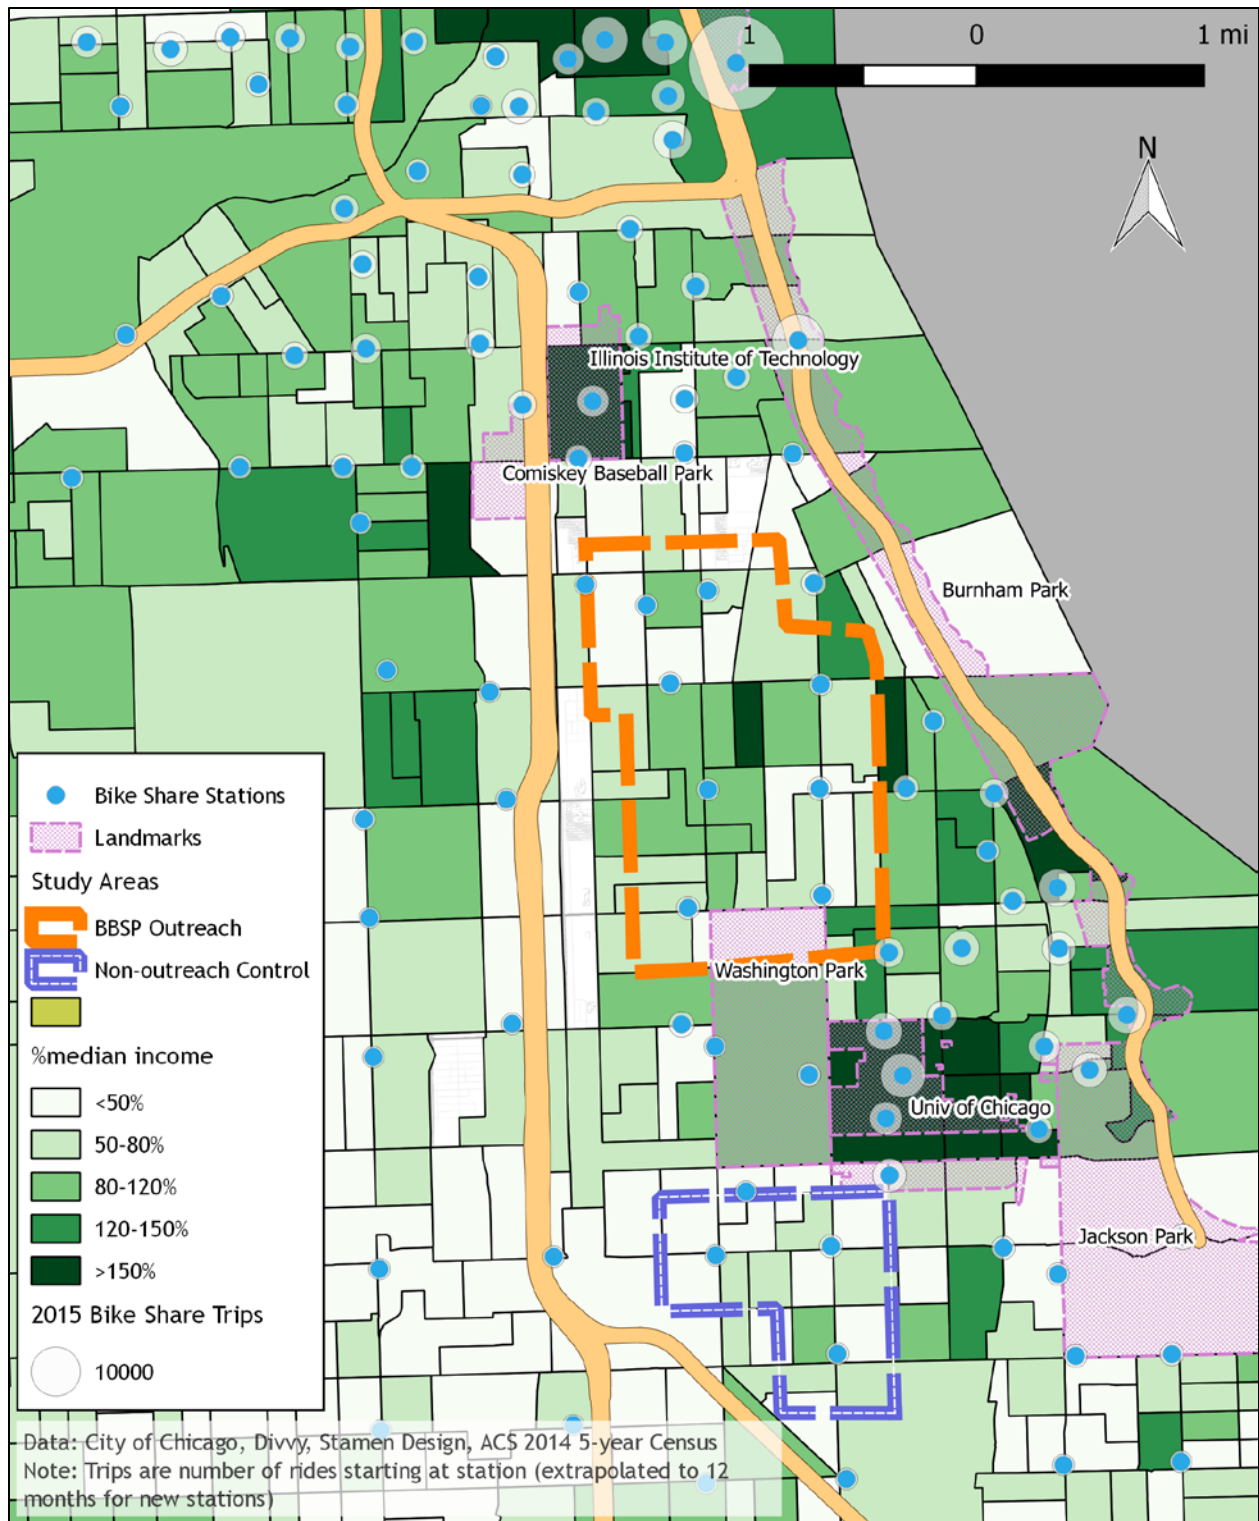 1 0 1 mi
N
Illinois Institute of Technology
Comiskey Baseball Park
Burnham Park
Bike Share Stations
Landmarks
Study Areas
BBSP Outreach
Non-outreach Control
Washington Park
%median income
<50%
Univ of Chicago
50-80%
80-120%
120-150%
Jackson Park
>150%
2015 Bike Share Trips
10000
Data: City of Chicago, Divvy, Stamen Design, ACS 2014 5-year Census
Note: Trips are number of rides starting at station (extrapolated to 12
months for new stations)